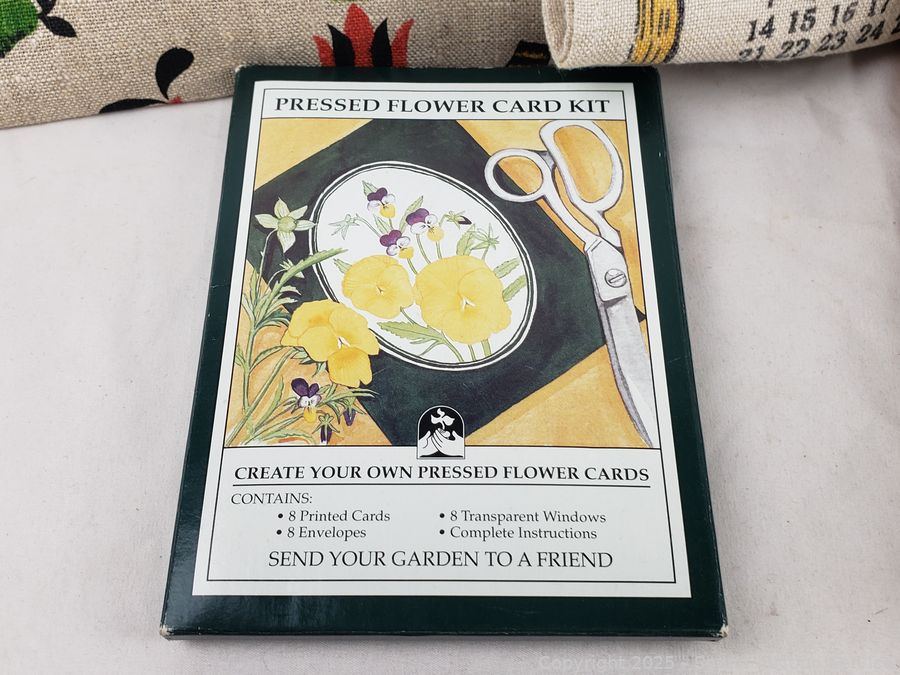 14 15 16 17
21 22 23 24
PRESSED FLOWER CARD KIT
CREATE YOUR OWN PRESSED FLOWER CARDS
CONTAINS:
• 8 Printed Cards
• 8 Transparent Windows
• 8 Envelopes
• Complete Instructions
SEND YOUR GARDEN TO A FRIEND
Copyright 2025